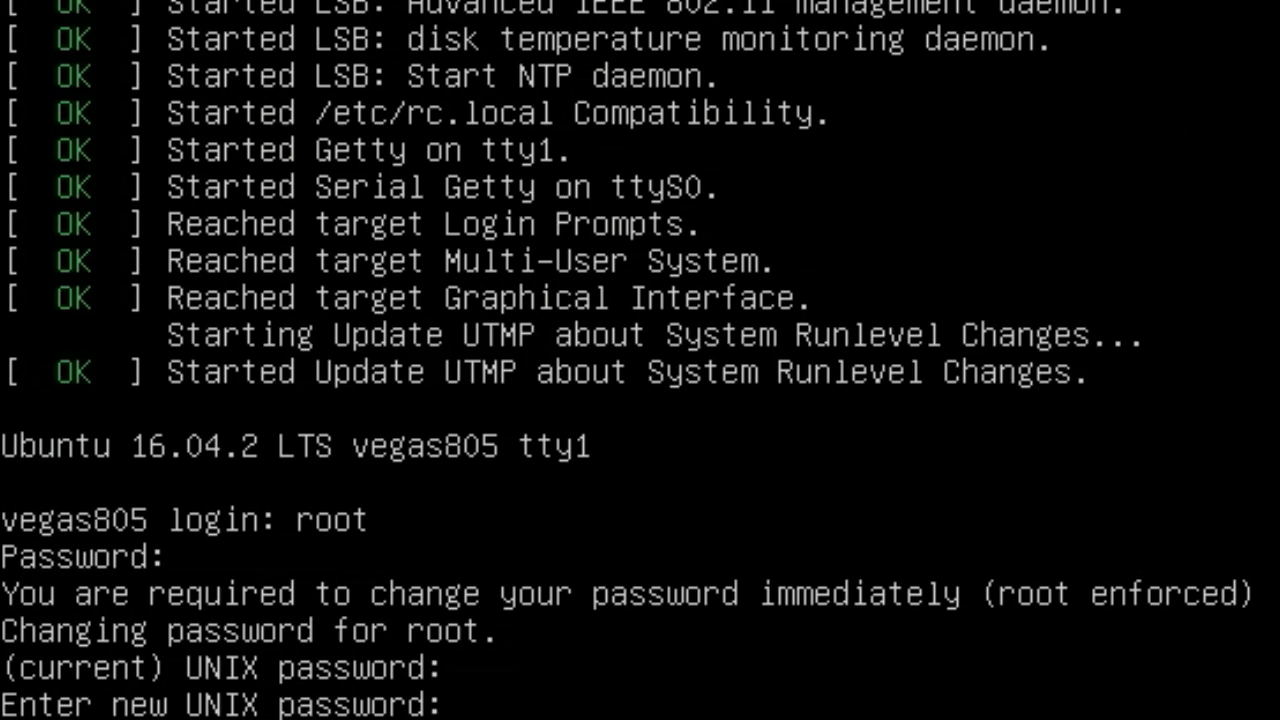 [  OK  ] Started LSB: Advanced IEEE 802.11 management daemon.
[  OK  ] Started LSB: disk temperature monitoring daemon.
[  OK  ] Started LSB: Start NTP daemon.
[  OK  ] Started /etc/rc.local Compatibility.
[  OK  ] Started Getty on tty1.
[  OK  ] Started Serial Getty on ttyS0.
[  OK  ] Reached target Login Prompts.
[  OK  ] Reached target Multi-User System.
[  OK  ] Reached target Graphical Interface.
Starting Update UTMP about System Runlevel Changes...
[  OK  ] Started Update UTMP about System Runlevel Changes.
Ubuntu 16.04.2 LTS vegas805 tty1
vegas805 login: root
Password:
You are required to change your password immediately (root enforced)
Changing password for root.
(current) UNIX password:
Enter new UNIX password: